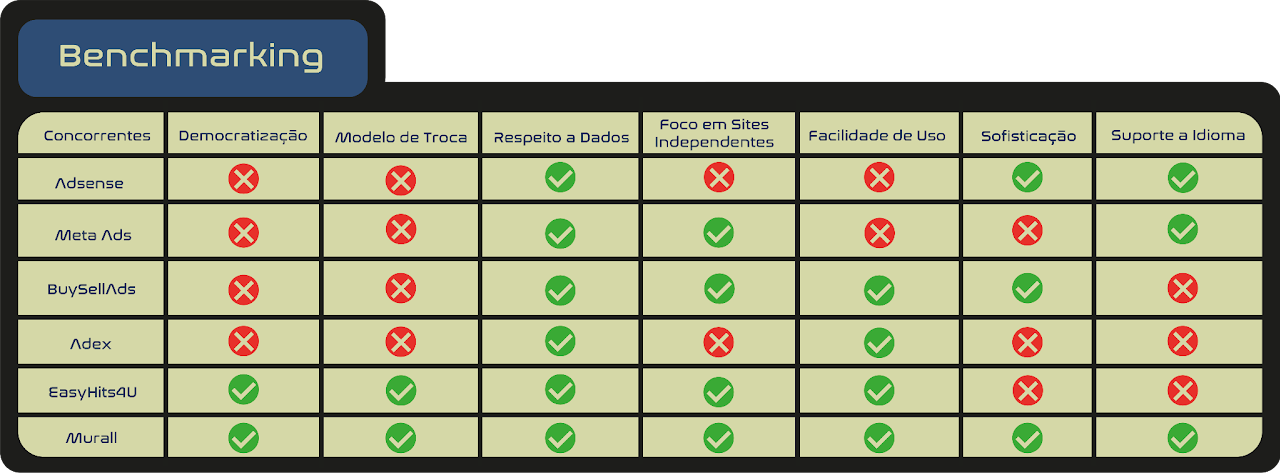 Benchmarking
Concorrentes
Democratização
Modelo de Troca
Respeito a Dados
Foco em Sites
Independentes
Facilidade de Uso
Sofisticação
Suporte a Idioma
Adsense
Meta Ads
BuySellAds
Adex
EasyHits4U
Murall